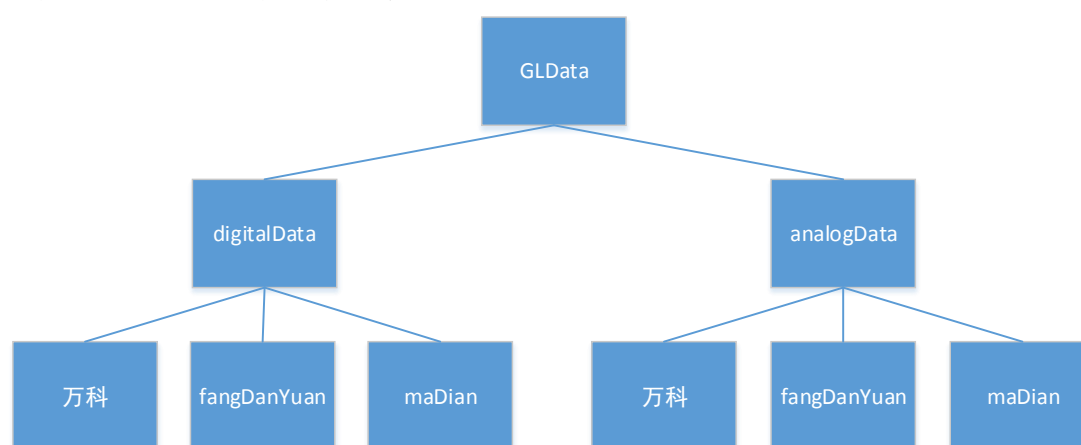 GLData
digitalData
analogData
万科
fangDanYuan
maDian
万科
fangDanYuan
maDian